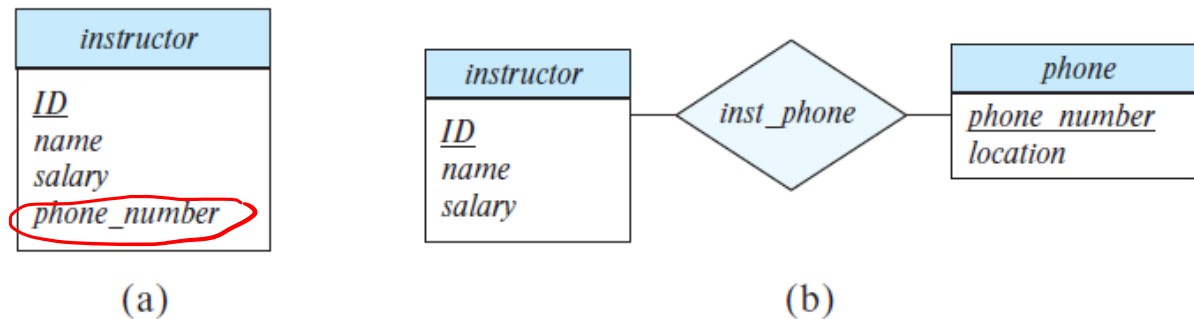 instructor
ID
name
salary
phone_number
(a)
instructor
ID
name
salary
inst_phone
phone
phone_number
location
(b)